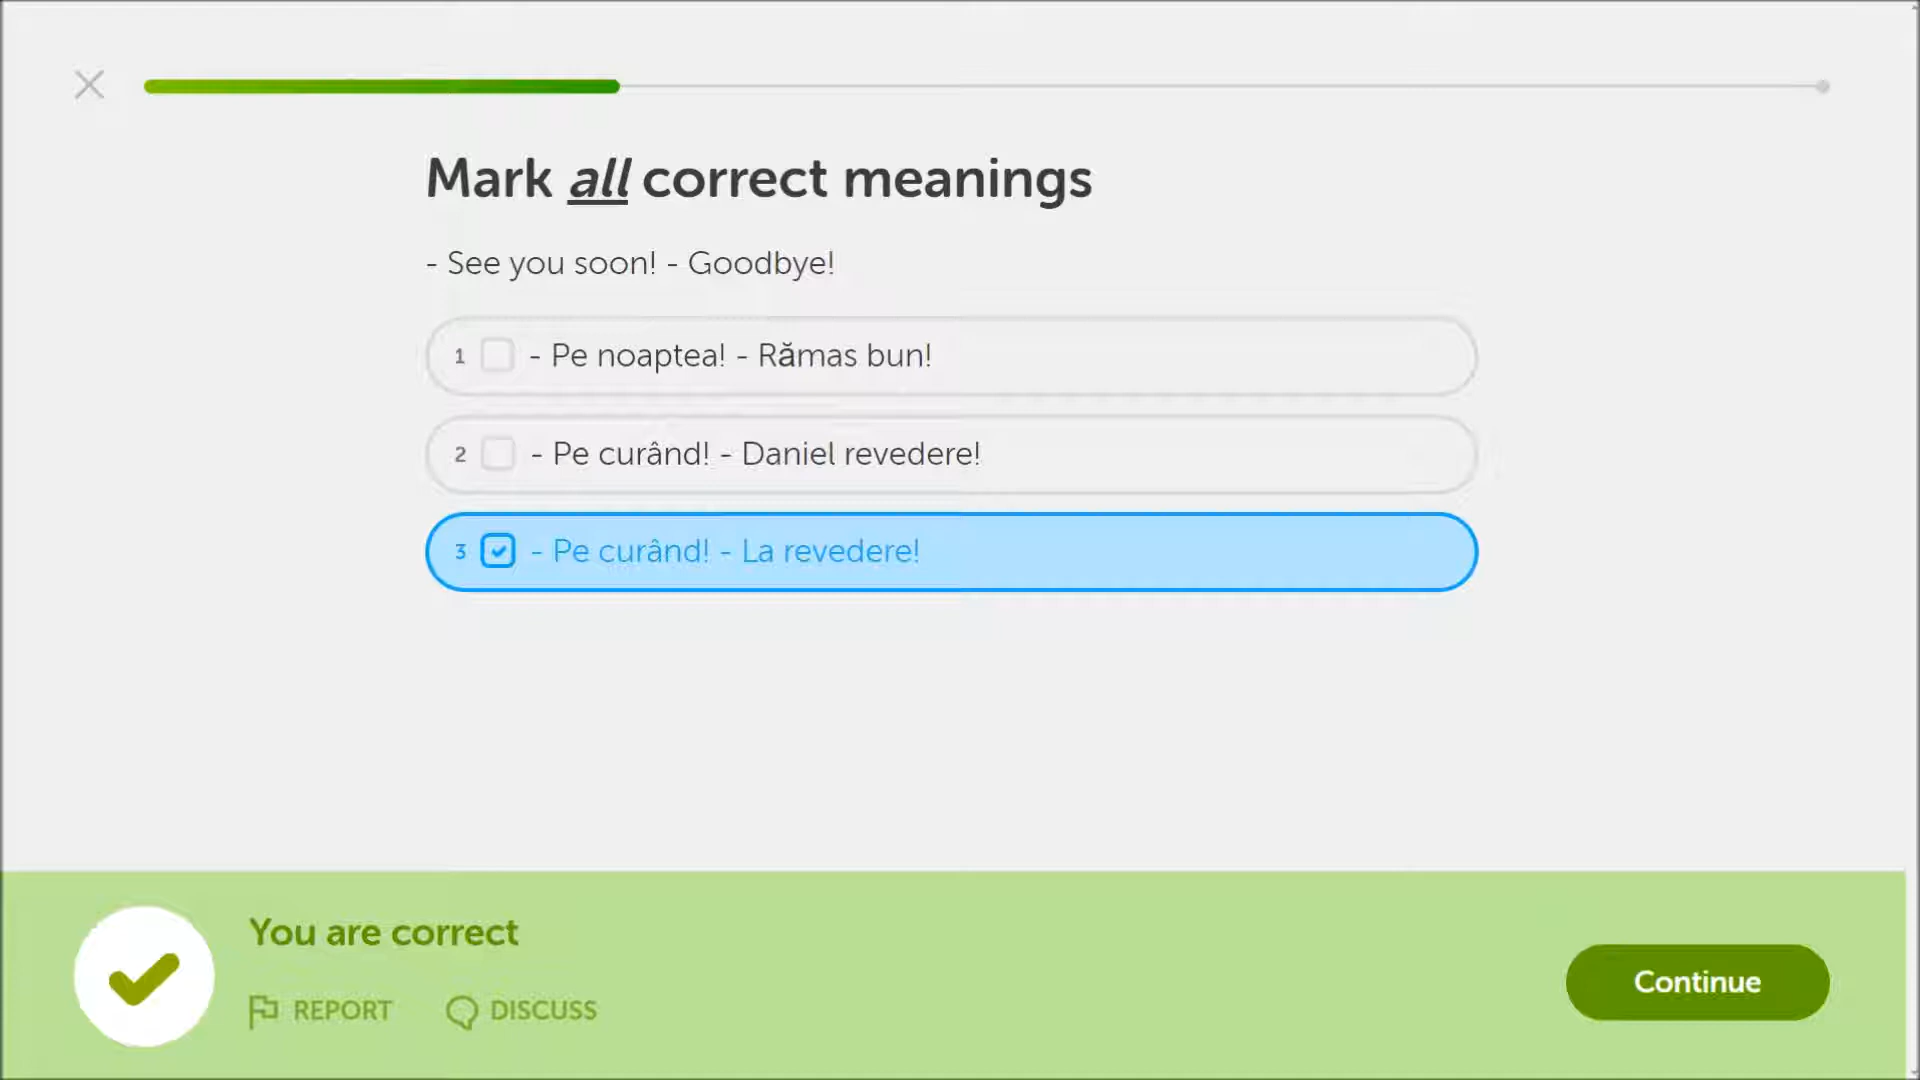 Mark all correct meanings
- See you soon! - Goodbye!
1 - Pe noaptea! - Rămas bun!
2 - Pe curând! - Daniel revedere!
3 - Pe curând! - La revedere!
You are correct
REPORT DISCUSS
Continue